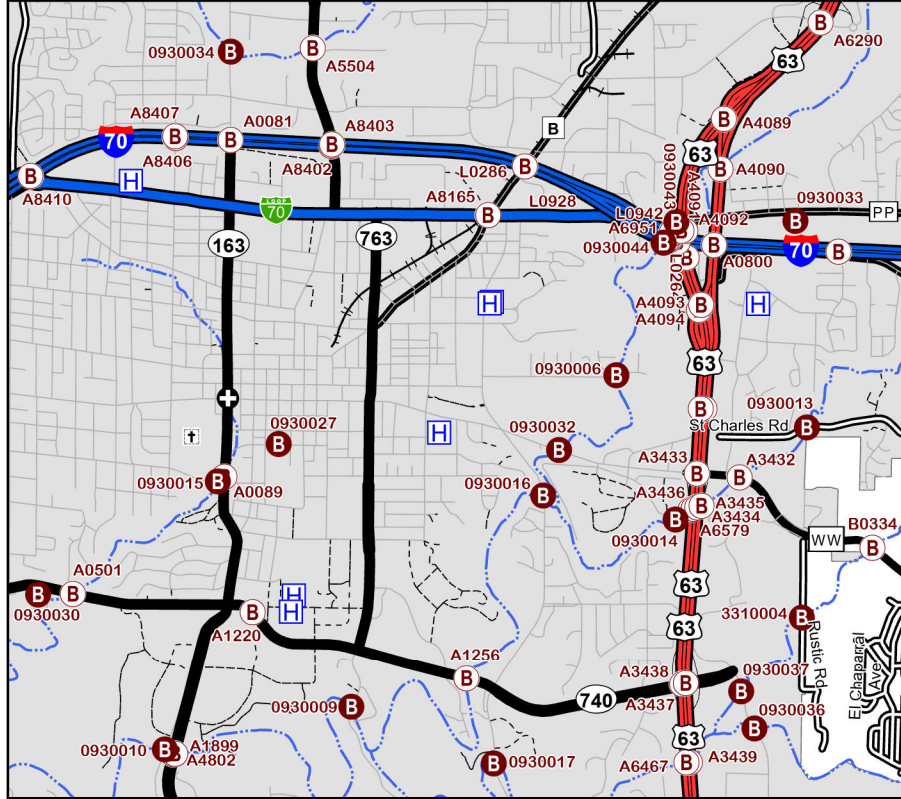 63
B
A6290
0930034
B
B
A5504
A8407
A0081
A8403
B
A4089
B
B
B
B
70
A8406
A8402
63
0930042
A4091
B
A4090
L0286
B
H
A8410
B
A8165
L0928
LOOP
70
B
0930033
B
PP
L0942
A6951
0930044
B
B
A4092
B
A0800
70
B
163
763
L0264
B
A4093
A4094
B
H
H
H
63
0930006
B
B
St Charles Rd
0930013
B
0930027
B
H
0930032
B
A3433
B
A3432
B
0930015
B
A0089
0930016
B
A3436
A3435
B
A3434
A6579
0930014
B
WW
B0334
B
A0501
B
B
0930030
H
H
B
A1220
63
63
3310004
B
Rustic Rd
El Chaparral
Ave
A1256
B
A3438
B
A3437
0930037
B
740
0930009
B
0930036
B
63
0930010
B
B
A1899
A4802
B
0930017
A6467
B
A3439